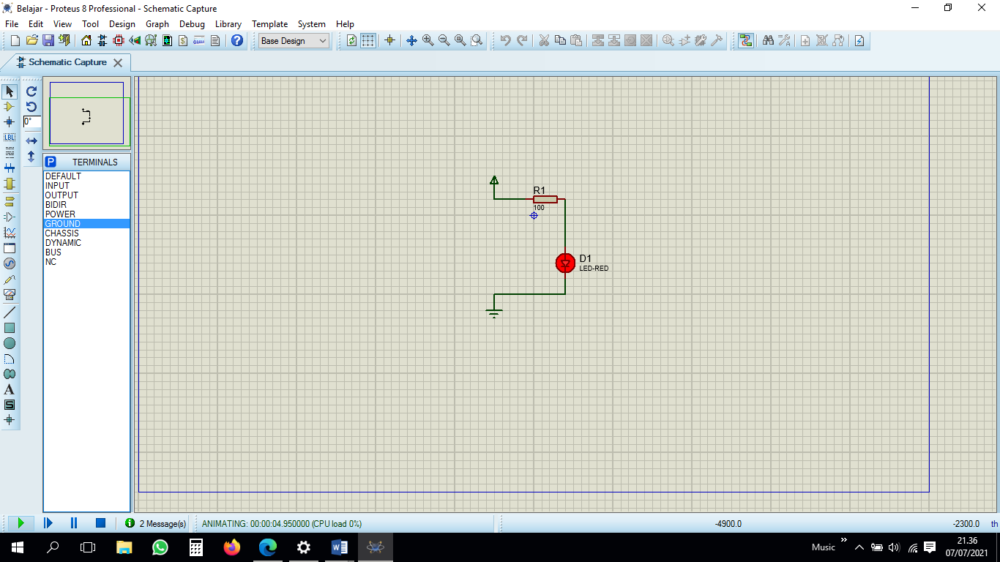 Belajar - Proteus 8 Professional - Schematic Capture
File Edit View Tool Design Graph Debug Library Template System Help
Base Design
Schematic Capture
0°
LBL
P TERMINALS
DEFAULT
INPUT
OUTPUT
BIDIR
POWER
GROUND
CHASSIS
DYNAMIC
BUS
NC
A
S
R1
100
D1
LED-RED
2 Message(s)
ANIMATING: 00:00:04.950000 (CPU load 0%)
-4900.0
-2300.0
th
Music
21.36
07/07/2021